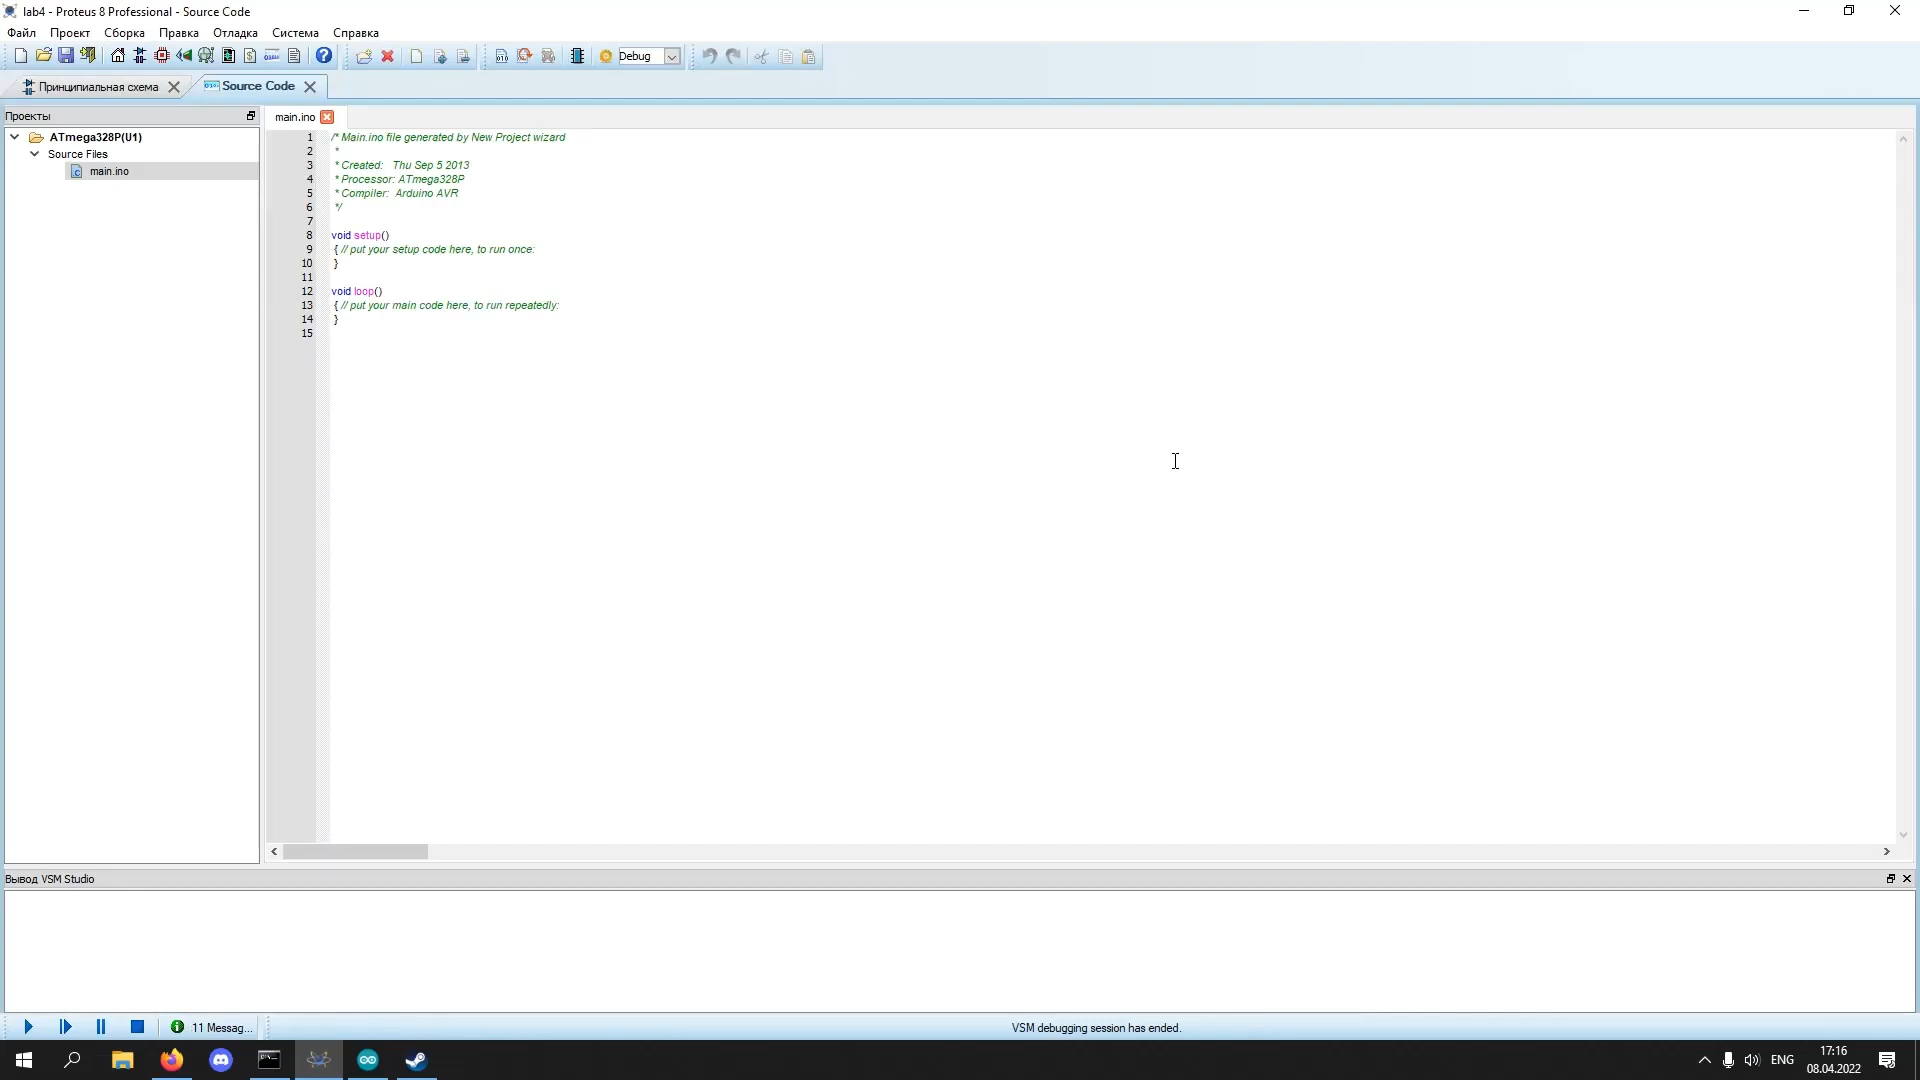 lab4 - Proteus 8 Professional - Source Code
Файл Проект Сборка Правка Отладка Система Справка
Debug
Принципиальная схема
Source Code
Проекты
main.ino
ATmega328P(U1)
Source Files
main.ino
1 /* Main.ino file generated by New Project wizard
2 *
3 * Created: Thu Sep 5 2013
4 * Processor: ATmega328P
5 * Compiler: Arduino AVR
6 */
7
8 void setup()
9 { // put your setup code here, to run once:
10 }
11
12 void loop()
13 { // put your main code here, to run repeatedly:
14 }
15
Вывод VSM Studio
11 Messag...
VSM debugging session has ended.
ENG
17:16
08.04.2022